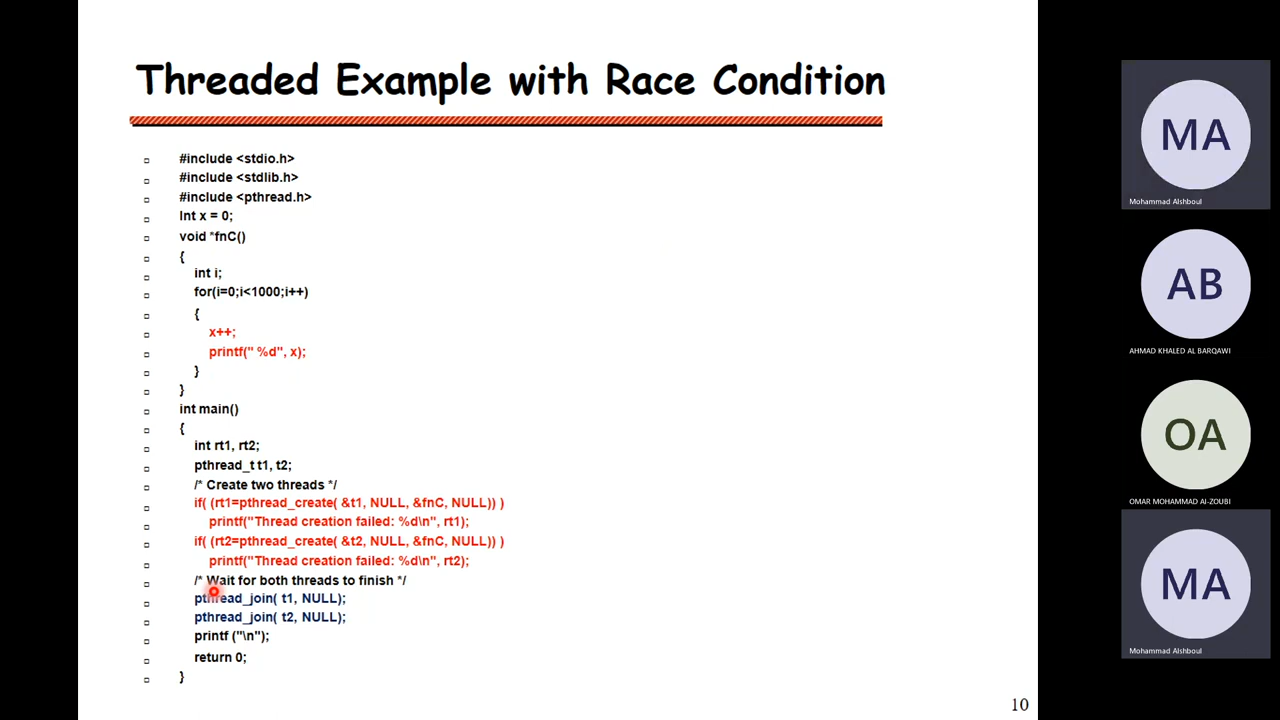 Threaded Example with Race Condition
#include <stdio.h>
#include <stdlib.h>
#include <pthread.h>
Int x = 0;
void *fnC()
{
int i;
for(i=0;i<1000;i++)
{
x++;
printf(" %d", x);
}
}
int main()
{
int rt1, rt2;
pthread_t t1, t2;
/* Create two threads */
if( (rt1=pthread_create( &t1, NULL, &fnC, NULL)) )
printf("Thread creation failed: %d\n", rt1);
if( (rt2=pthread_create( &t2, NULL, &fnC, NULL)) )
printf("Thread creation failed: %d\n", rt2);
/* Wait for both threads to finish */
pthread_join( t1, NULL);
pthread_join( t2, NULL);
printf ("\n");
return 0;
}
10
MA
Mohammad Alshboul
AB
AHMAD KHALED AL BARQAWI
OA
OMAR MOHAMMAD Al-ZOUBI
MA
Mohammad Alshboul